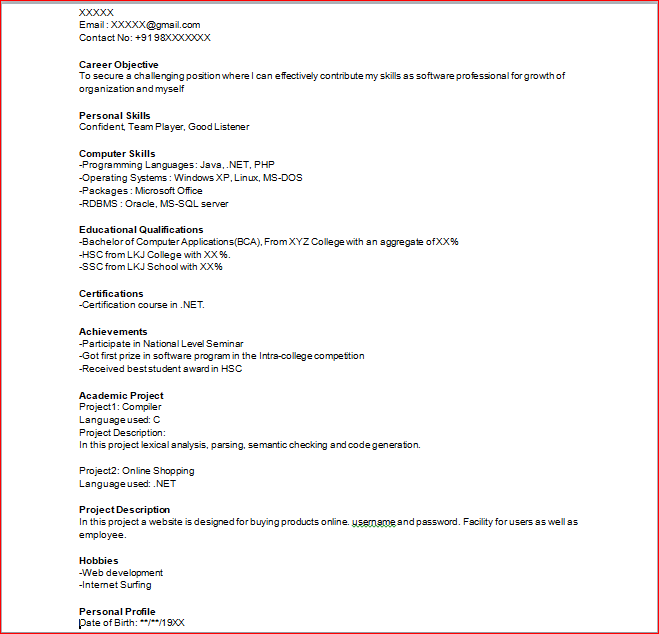 XXXXX
Email : XXXXX@gmail.com
Contact No: +91 98XXXXXXX
Career Objective
To secure a challenging position where I can effectively contribute my skills as software professional for growth of
organization and myself
Personal Skills
Confident, Team Player, Good Listener
Computer Skills
-Programming Languages : Java, .NET, PHP
-Operating Systems : Windows XP, Linux, MS-DOS
-Packages : Microsoft Office
-RDBMS : Oracle, MS-SQL server
Educational Qualifications
-Bachelor of Computer Applications(BCA), From XYZ College with an aggregate of XX%
-HSC from LKJ College with XX%.
-SSC from LKJ School with XX%
Certifications
-Certification course in .NET.
Achievements
-Participate in National Level Seminar
-Got first prize in software program in the Intra-college competition
-Received best student award in HSC
Academic Project
Project1: Compiler
Language used: C
Project Description:
In this project lexical analysis, parsing, semantic checking and code generation.
Project2: Online Shopping
Language used: .NET
Project Description
In this project a website is designed for buying products online. username and password. Facility for users as well as
employee.
Hobbies
-Web development
-Internet Surfing
Personal Profile
Date of Birth: **/**/19XX